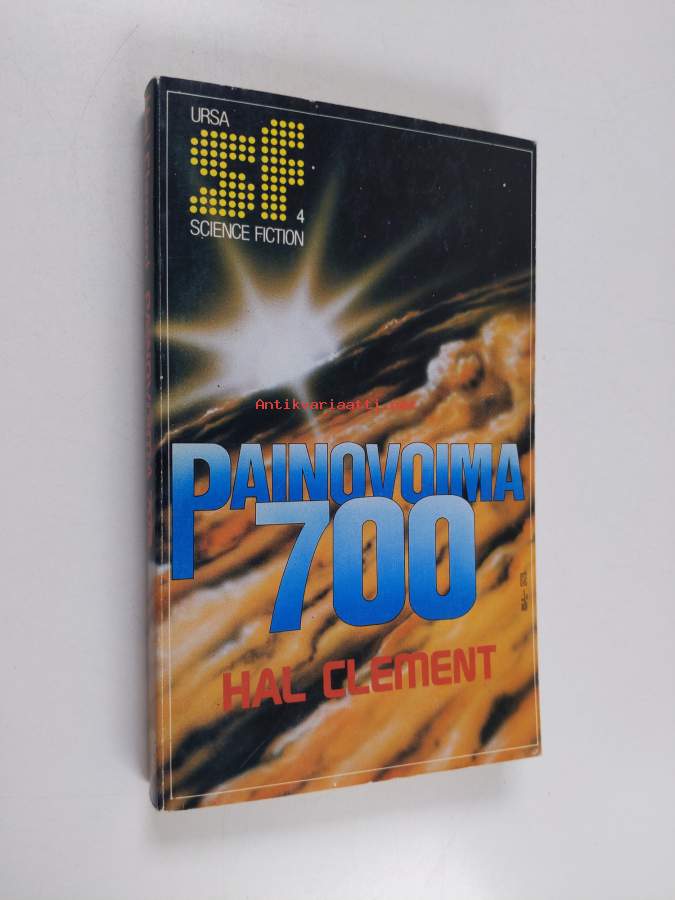 URSA
sf
4
SCIENCE FICTION
Antikvariaatti.net
PAINOVOIMA
700
HAL CLEMENT